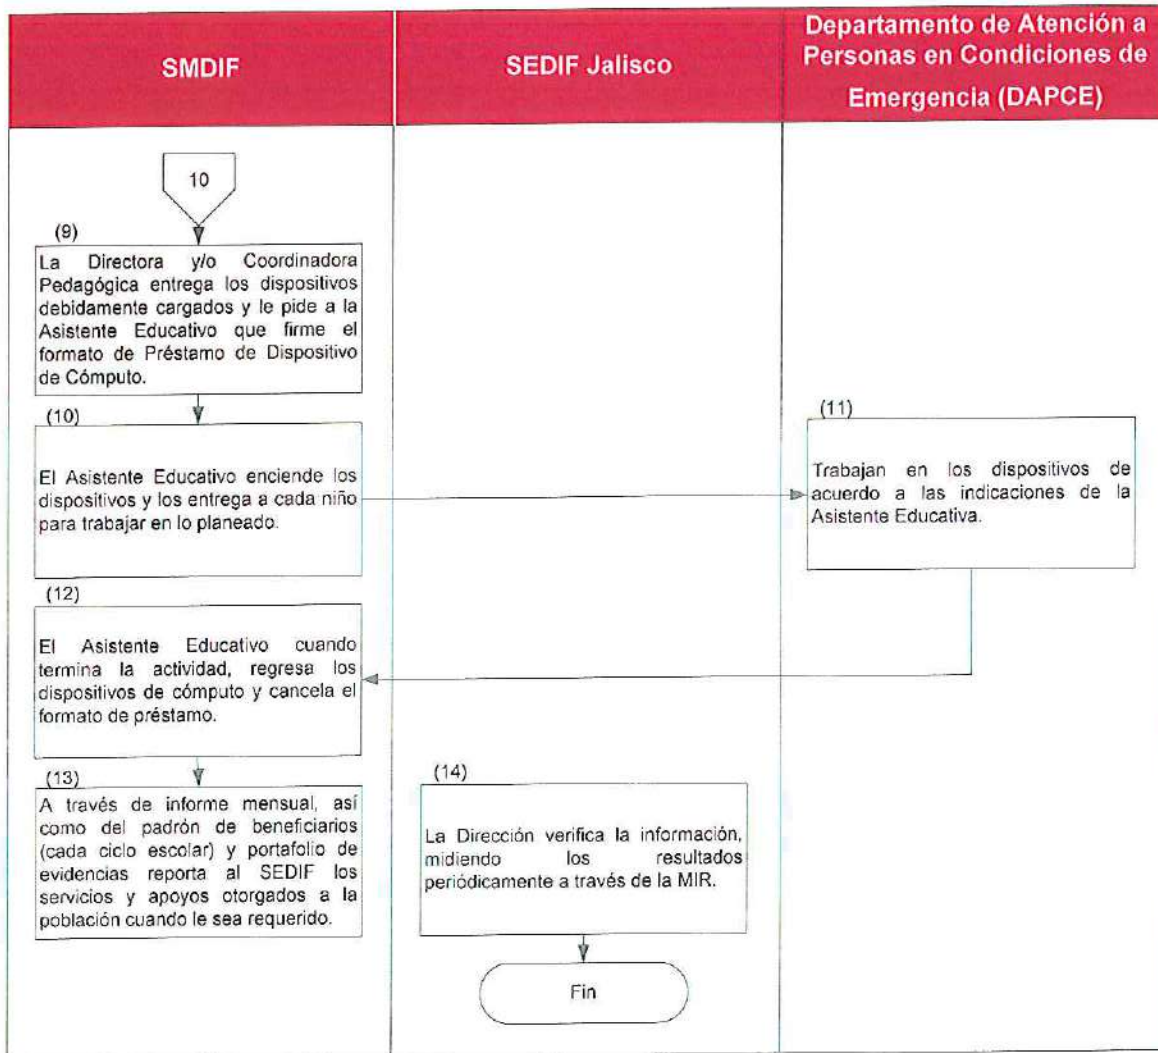 SMDIF
SEDIF Jalisco
Departamento de Atención a
Personas en Condiciones de
Emergencia (DAPCE)
10
(9)
La Directora y/o Coordinadora
Pedagógica entrega los dispositivos
debidamente cargados y le pide a la
Asistente Educativo que firme el
formato de Préstamo de Dispositivo
de Cómputo.
(10)
El Asistente Educativo enciende los
dispositivos y los entrega a cada niño
para trabajar en lo planeado.
(11)
Trabajan en los dispositivos de
acuerdo a las indicaciones de la
Asistente Educativa.
(12)
El Asistente Educativo cuando
termina la actividad, regresa los
dispositivos de cómputo y cancela el
formato de préstamo.
(13)
A través de informe mensual, así
como del padrón de beneficiarios
(cada ciclo escolar) y portafolio de
evidencias reporta al SEDIF los
servicios y apoyos otorgados a la
población cuando le sea requerido.
(14)
La Dirección verifica la información,
midiendo los resultados
periódicamente a través de la MIR.
Fin